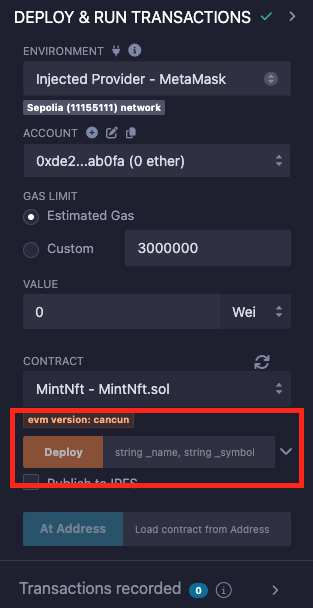 DEPLOY & RUN TRANSACTIONS
ENVIRONMENT
Injected Provider - MetaMask
Sepolia (11155111) network
ACCOUNT
0xde2...ab0fa (0 ether)
GAS LIMIT
Estimated Gas
Custom 3000000
VALUE
0 Wei
CONTRACT
MintNft - MintNft.sol
evm version: cancun
Deploy string _name, string _symbol
Publish to IPFS
At Address Load contract from Address
Transactions recorded 0 i